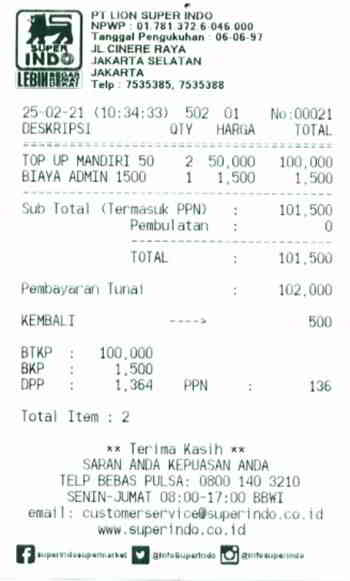 SUPER
INDO
LEBIH SEGAR
HEMAT
DEKAT
PT LION SUPER INDO
NPWP : 01.781.372.6-046.000
Tanggal Pengukuhan : 06-06-97
JL.CINERE RAYA
JAKARTA SELATAN
JAKARTA
Telp : 7535385, 7535388
25-02-21 (10:34:33) 502 01 No:00021
DESKRIPSI QTY HARGA TOTAL
TOP UP MANDIRI 50 2 50,000 100,000
BIAYA ADMIN 1500 1 1,500 1,500
Sub Total (Termasuk PPN) : 101,500
Pembulatan : 0
TOTAL : 101,500
Pembayaran Tunai : 102,000
KEMBALI ----> 500
BTKP : 100,000
BKP : 1,500
DPP : 1,364 PPN : 136
Total Item : 2
** Terima Kasih **
SARAN ANDA KEPUASAN ANDA
TELP BEBAS PULSA: 0800 140 3210
SENIN-JUMAT 08:00-17:00 BBWI
email: customerservice@superindo.co.id
www.superindo.co.id
superindosupermarket @infoSuperindo @infosuperindo